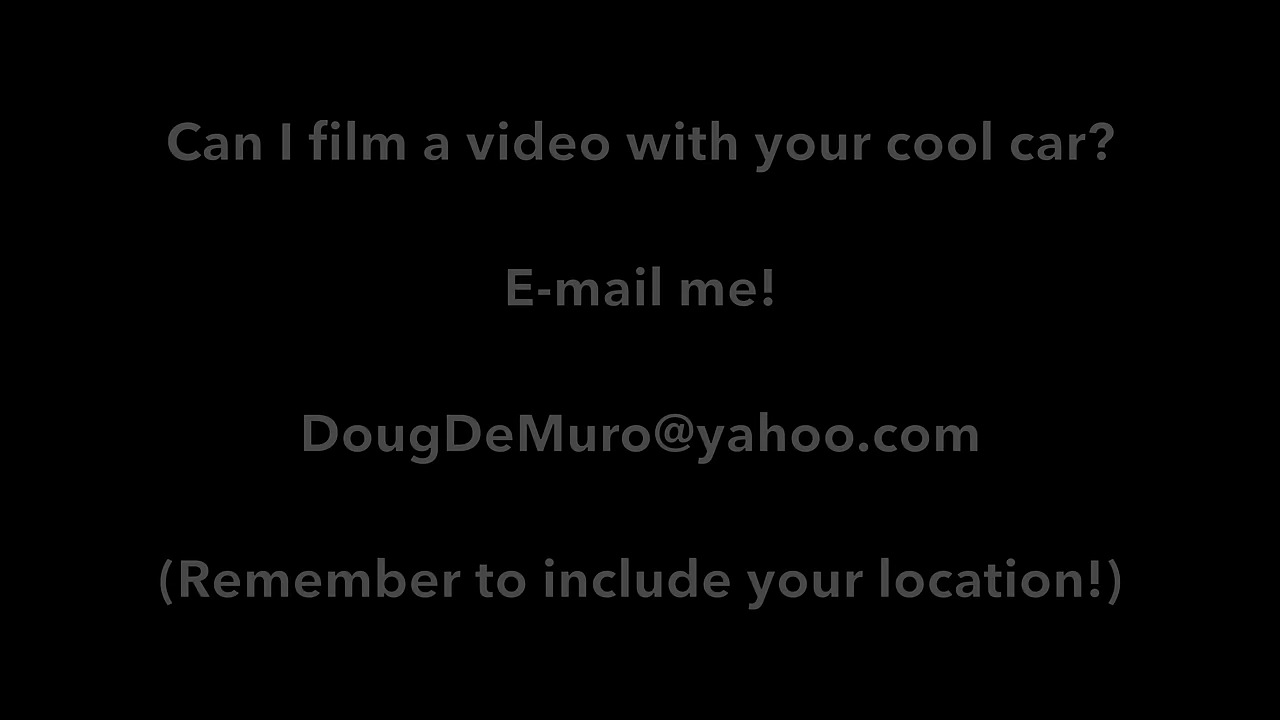 Can I film a video with your cool car?
E-mail me!
DougDeMuro@yahoo.com
(Remember to include your location!)